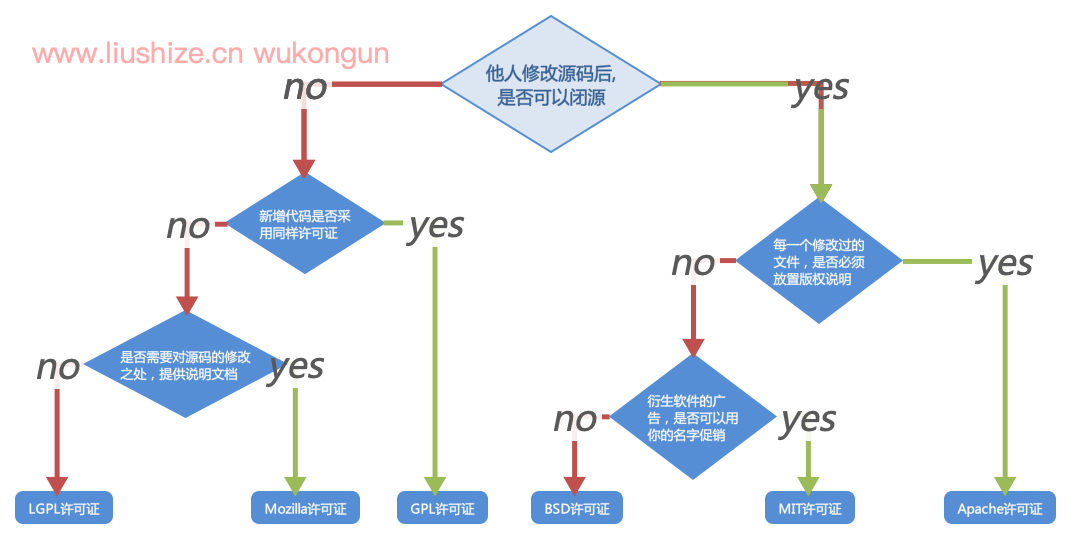 www.liushize.cn wukongun
他人修改源码后,
是否可以闭源
no
yes
新增代码是否采
用同样许可证
no
yes
每一个修改过的
文件，是否必须
放置版权说明
no
yes
是否需要对源码的修改
之处，提供说明文档
no
yes
衍生软件的广
告，是否可以用
你的名字促销
no
yes
LGPL许可证
Mozilla许可证
GPL许可证
BSD许可证
MIT许可证
Apache许可证